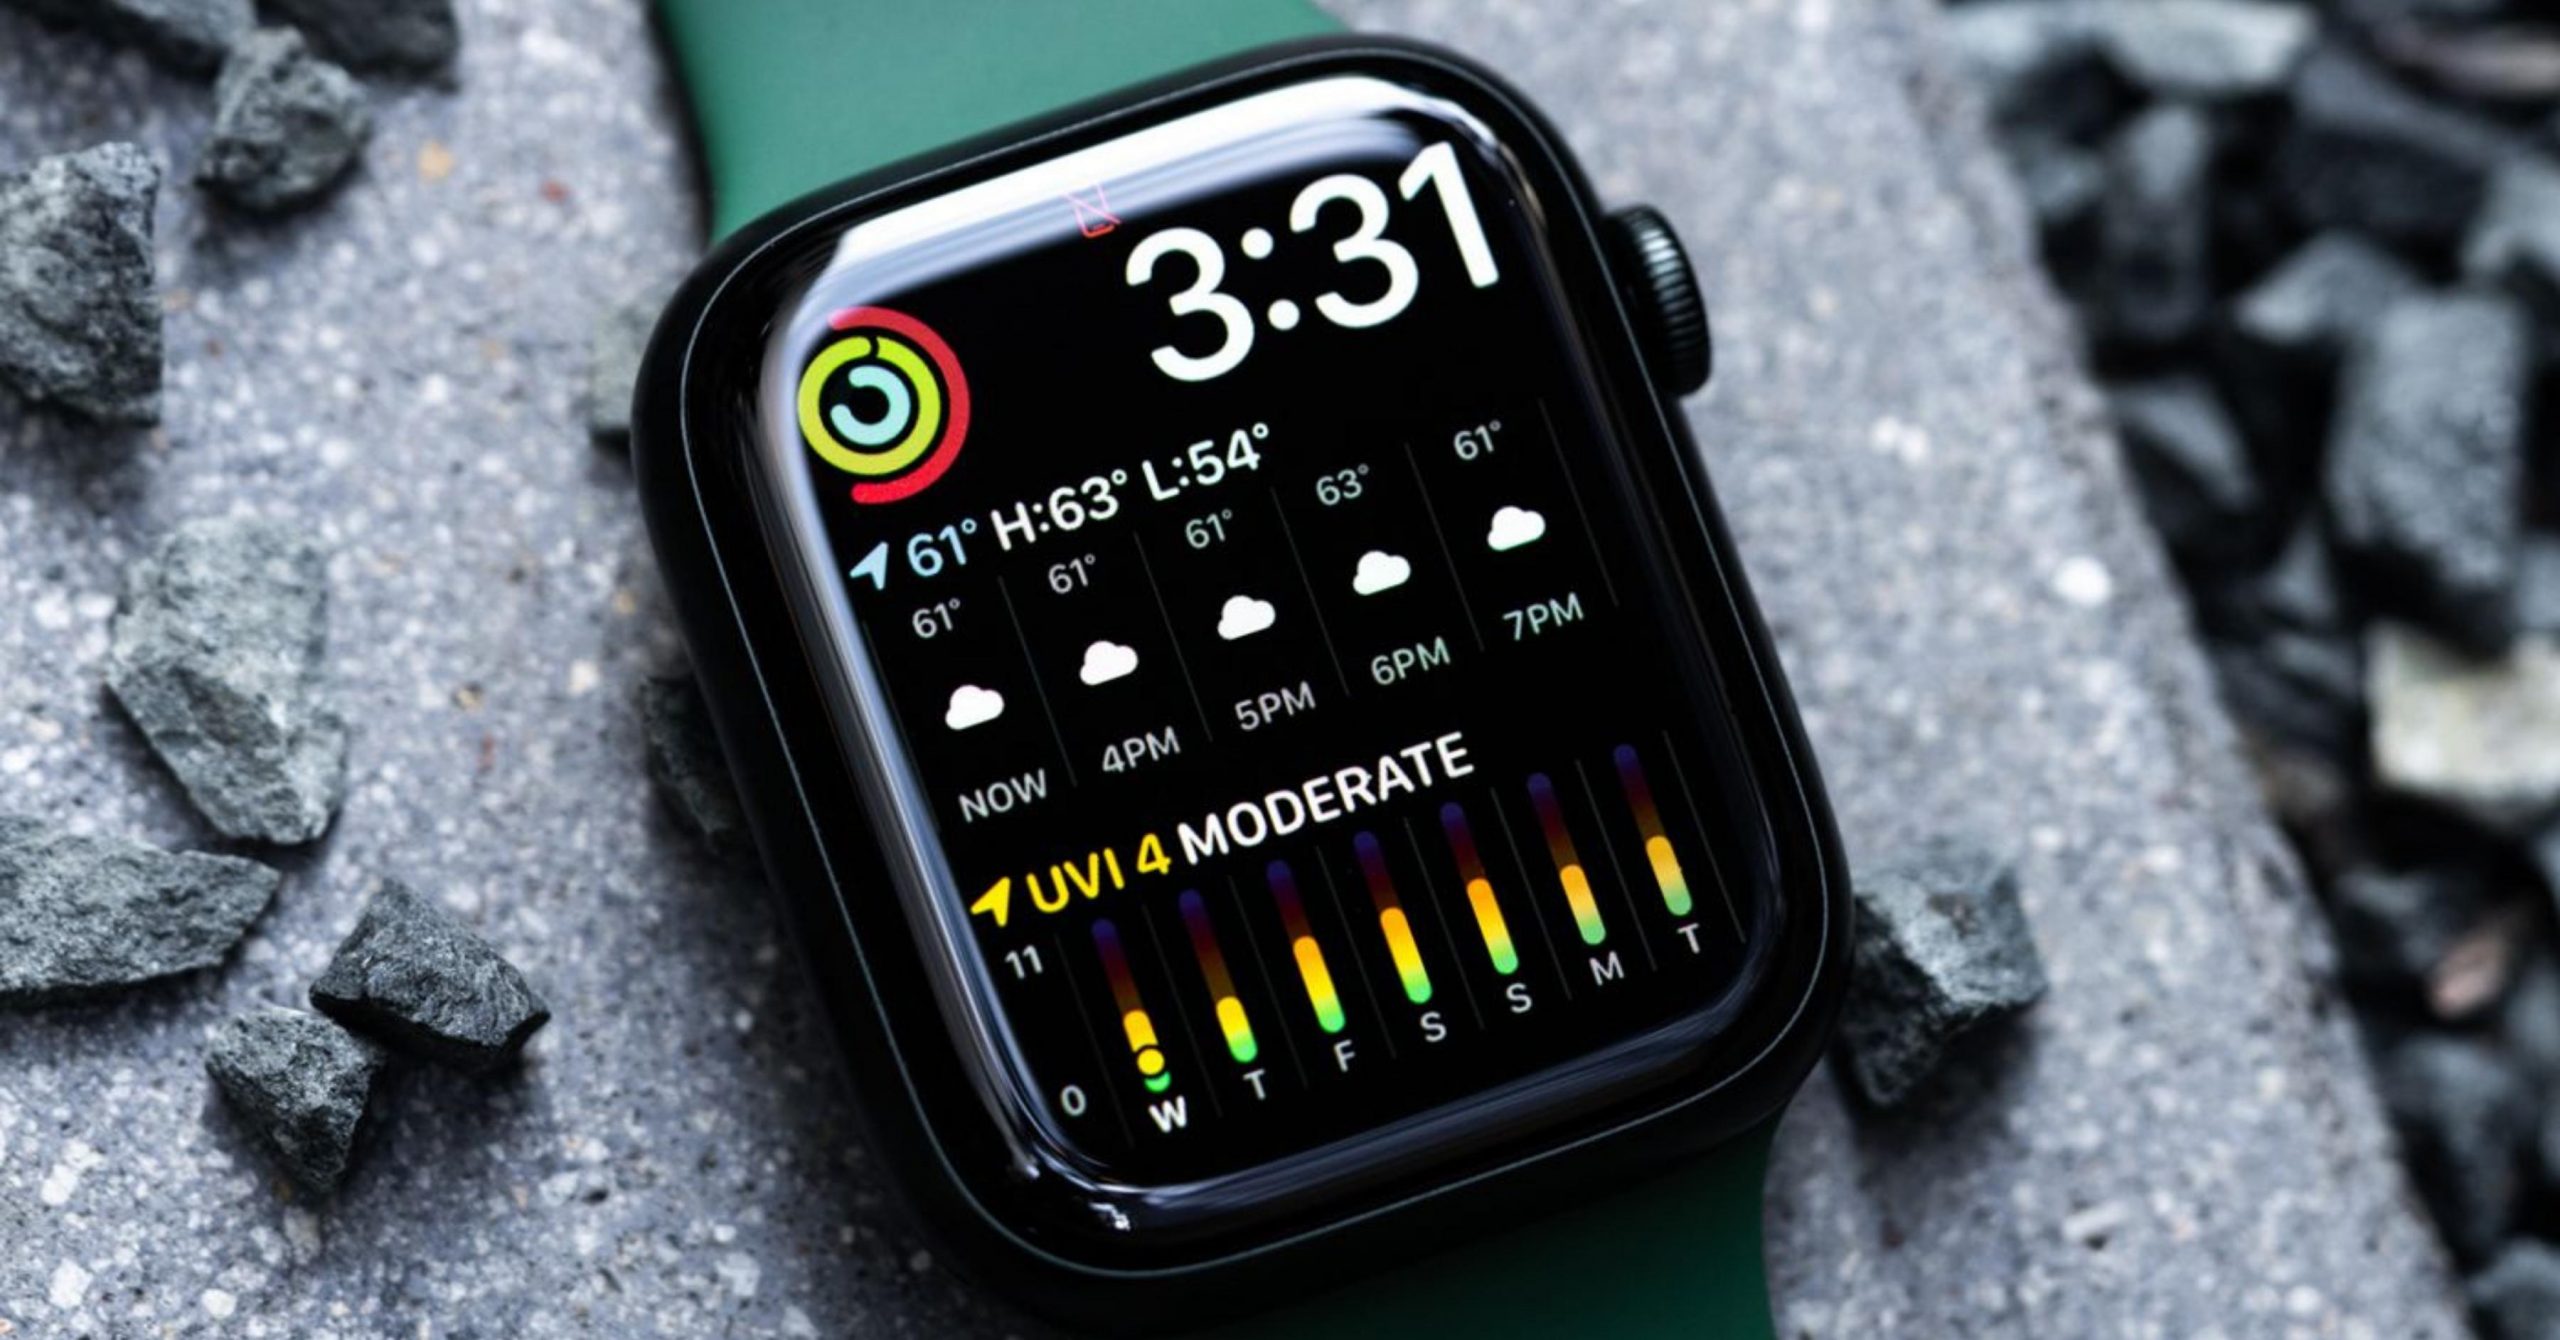 3:31
61° H:63° L:54°
61° 61° 61° 63° 61°
NOW 4PM 5PM 6PM 7PM
UVI 4 MODERATE
11
0
W T F S S M T